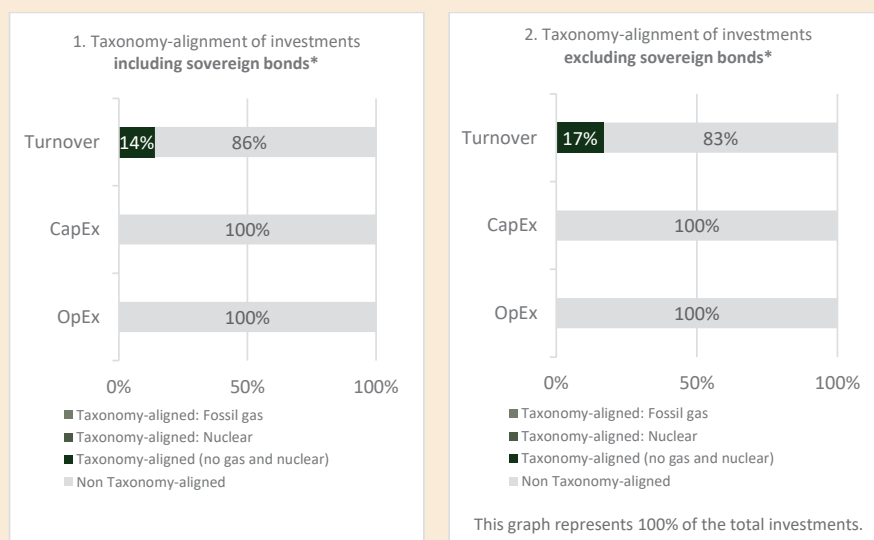 1. Taxonomy-alignment of investments
including sovereign bonds*
Turnover
14%
86%
CapEx
100%
OpEx
100%
0%
50%
100%
Taxonomy-aligned: Fossil gas
Taxonomy-aligned: Nuclear
Taxonomy-aligned (no gas and nuclear)
Non Taxonomy-aligned
2. Taxonomy-alignment of investments
excluding sovereign bonds*
Turnover
17%
83%
CapEx
100%
OpEx
100%
0%
50%
100%
Taxonomy-aligned: Fossil gas
Taxonomy-aligned: Nuclear
Taxonomy-aligned (no gas and nuclear)
Non Taxonomy-aligned
This graph represents 100% of the total investments.